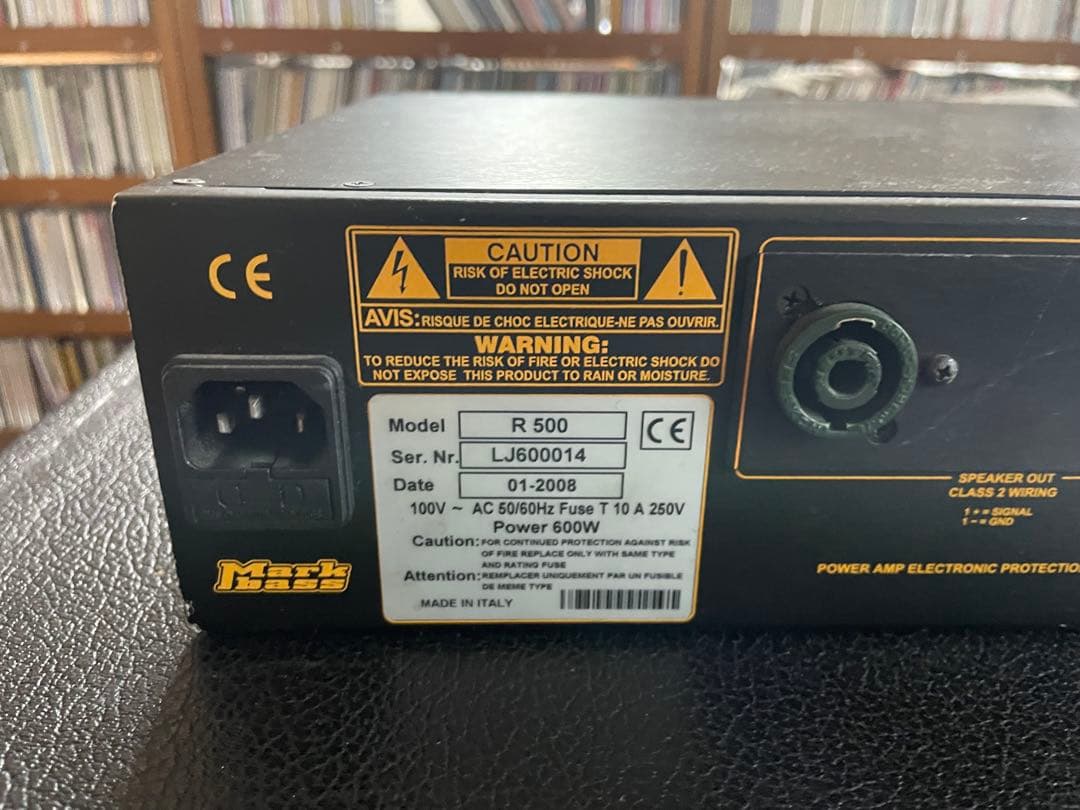 CE
CAUTION
RISK OF ELECTRIC SHOCK
DO NOT OPEN
AVIS: RISQUE DE CHOC ELECTRIQUE-NE PAS OUVRIR.
WARNING:
TO REDUCE THE RISK OF FIRE OR ELECTRIC SHOCK DO
NOT EXPOSE THIS PRODUCT TO RAIN OR MOISTURE.
Model R 500 CE
Ser. Nr. LJ600014
Date 01-2008
100V ~ AC 50/60Hz Fuse T 10 A 250V
Power 600W
Caution: FOR CONTINUED PROTECTION AGAINST RISK
OF FIRE REPLACE ONLY WITH SAME TYPE
AND RATING FUSE
Attention: REMPLACER UNIQUEMENT PAR UN FUSIBLE
DE MEME TYPE
MADE IN ITALY
Mark
bass
SPEAKER OUT
CLASS 2 WIRING
1 + = SIGNAL
1 - = GND
POWER AMP ELECTRONIC PROTECTIO